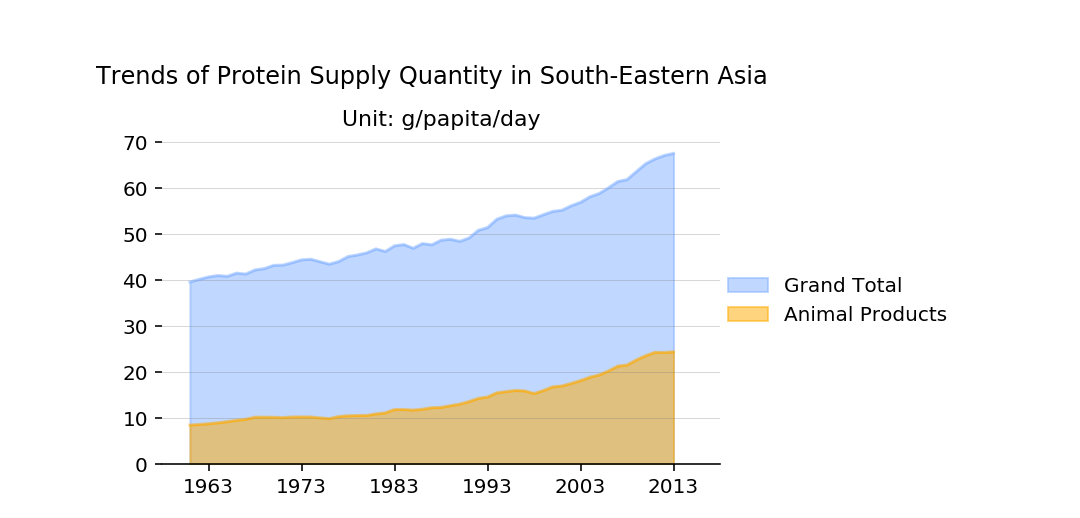 Trends of Protein Supply Quantity in South-Eastern Asia
Unit: g/papita/day
70
60
50
40
30
20
10
0
1963 1973 1983 1993 2003 2013
Grand Total
Animal Products